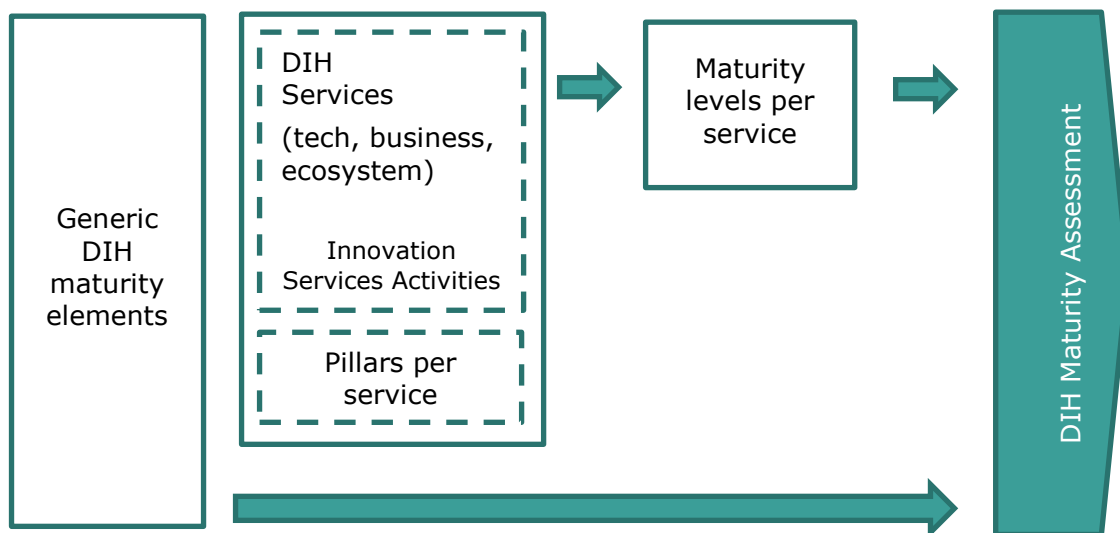 Generic
DIH
maturity
elements
DIH
Services
(tech, business,
ecosystem)
Innovation
Services Activities
Pillars per
service
Maturity
levels per
service
DIH Maturity Assessment